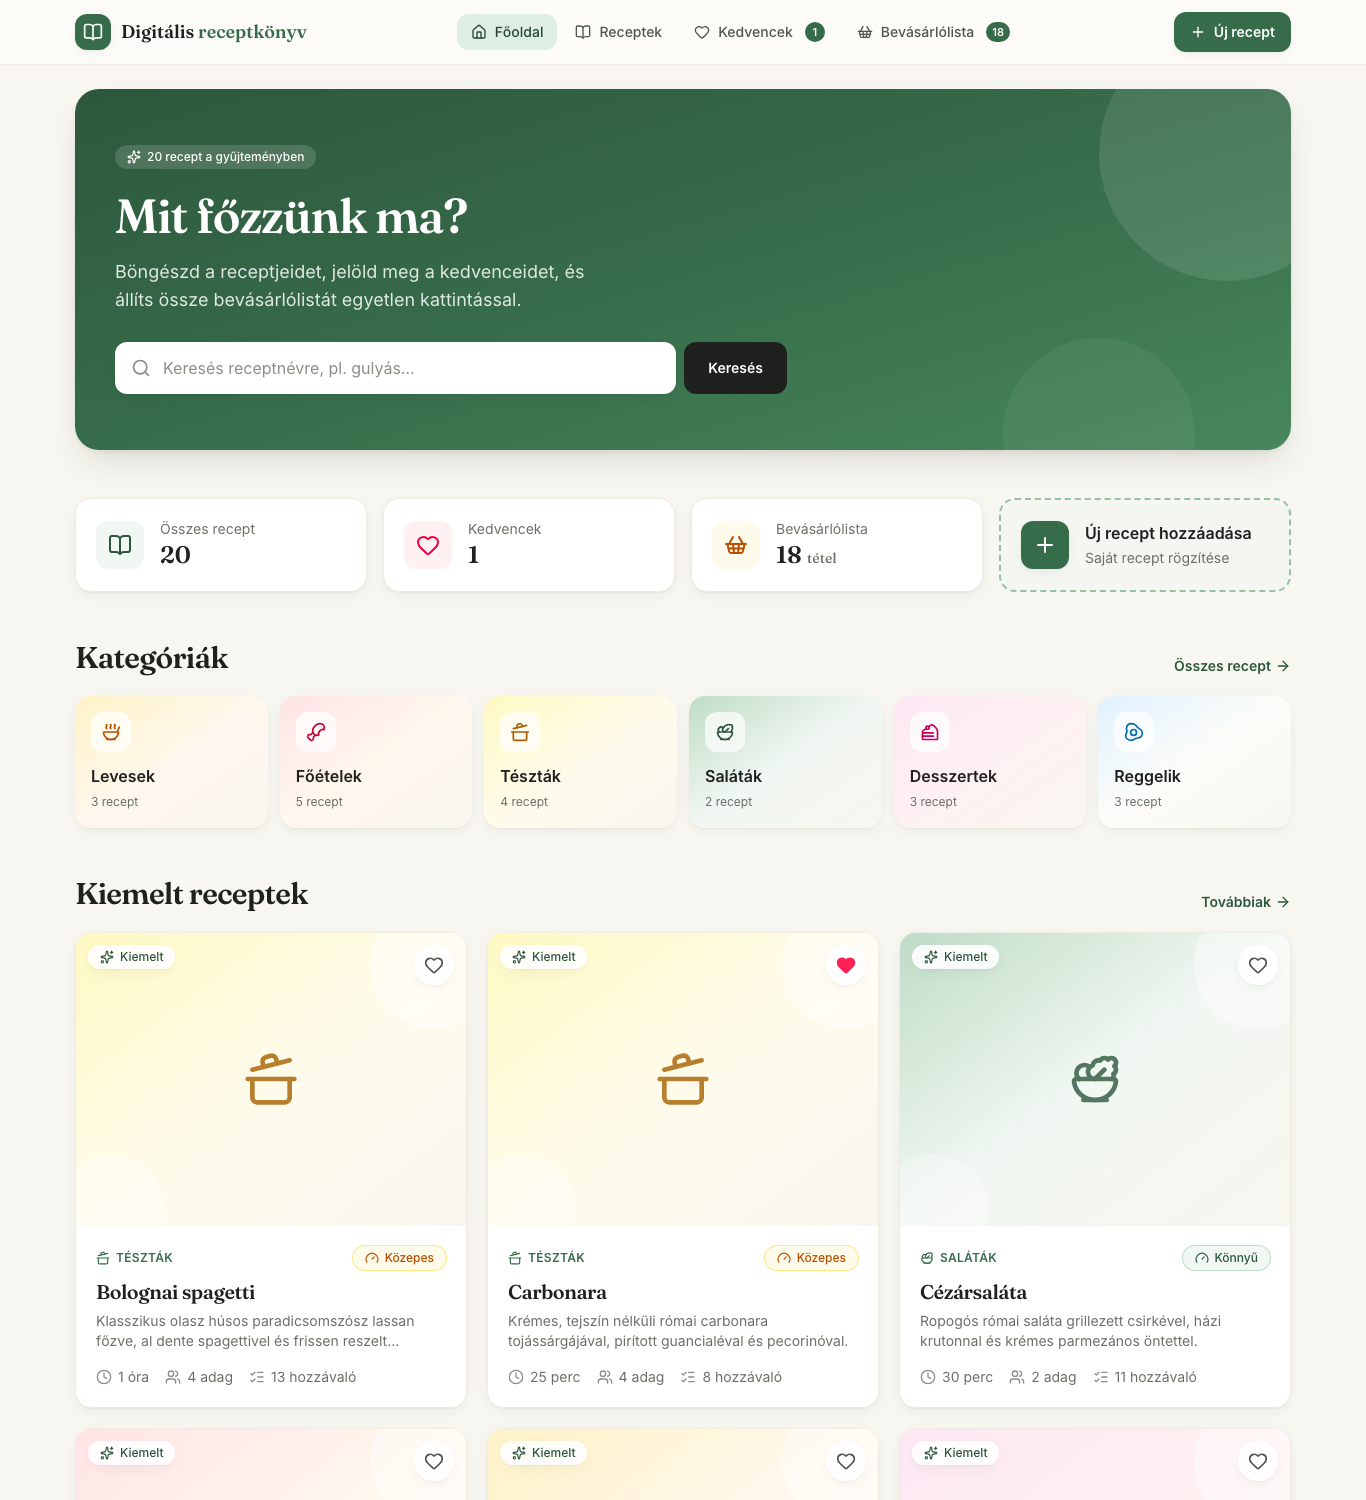 Digitális receptkönyv
Főoldal
Receptek
Kedvencek 1
Bevásárlólista 18
Új recept
20 recept a gyűjteményben
Mit főzzünk ma?
Böngészd a receptjeidet, jelöld meg a kedvenceidet, és
állíts össze bevásárlólistát egyetlen kattintással.
Keresés receptnévre, pl. gulyás...
Keresés
Összes recept
20
Kedvencek
1
Bevásárlólista
18 tétel
Új recept hozzáadása
Saját recept rögzítése
Kategóriák
Összes recept
Levesek
3 recept
Főételek
5 recept
Tészták
4 recept
Saláták
2 recept
Desszertek
3 recept
Reggelik
3 recept
Kiemelt receptek
Továbbiak
Kiemelt
TÉSZTÁK
Közepes
Bolognai spagetti
Klasszikus olasz húsos paradicsomszósz lassan
főzve, al dente spagettivel és frissen reszelt...
1 óra
4 adag
13 hozzávaló
Kiemelt
TÉSZTÁK
Közepes
Carbonara
Krémes, tejszín nélküli római carbonara
tojássárgájával, pirított guancialéval és pecorinóval.
25 perc
4 adag
8 hozzávaló
Kiemelt
SALÁTÁK
Könnyű
Cézársaláta
Ropogós római saláta grillezett csirkével, házi
krutonnal és krémes parmezános öntettel.
30 perc
2 adag
11 hozzávaló
Kiemelt
Kiemelt
Kiemelt